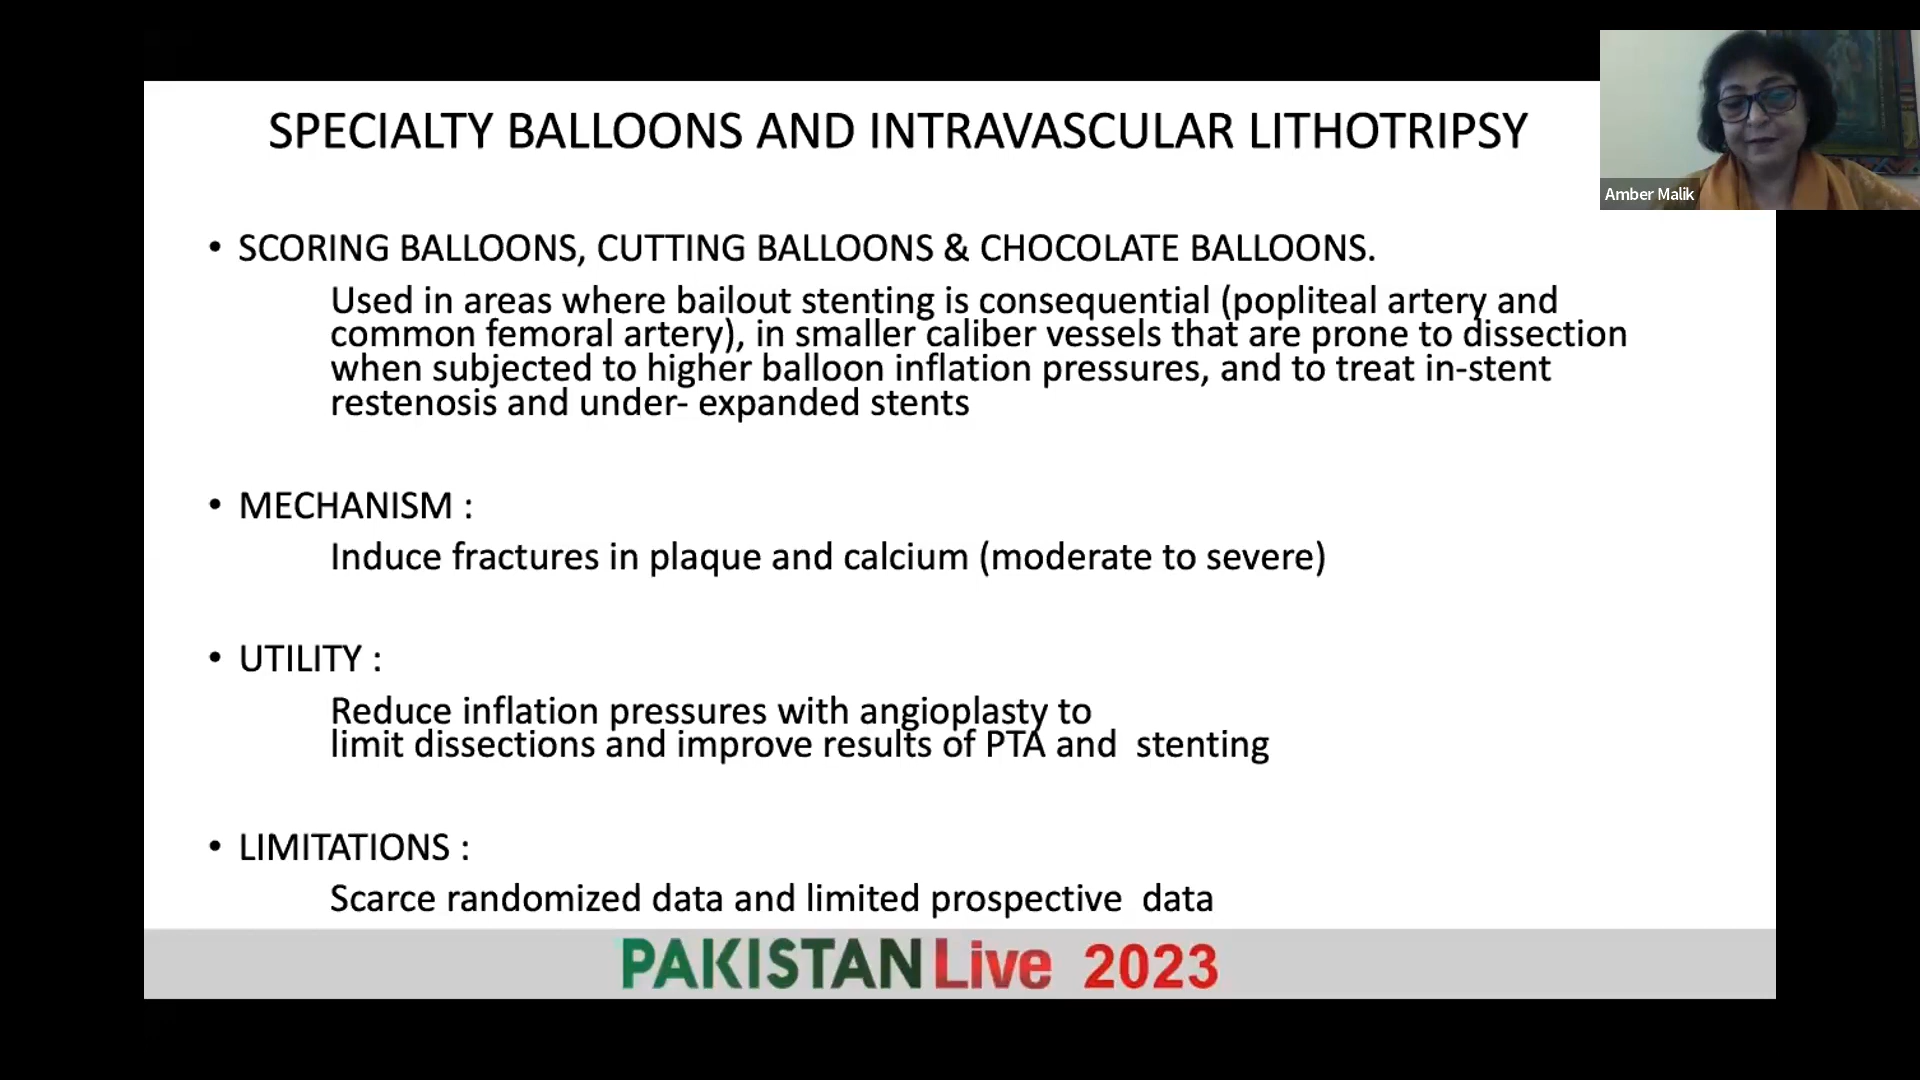 SPECIALTY BALLOONS AND INTRAVASCULAR LITHOTRIPSY
Amber Malik
• SCORING BALLOONS, CUTTING BALLOONS & CHOCOLATE BALLOONS.
Used in areas where bailout stenting is consequential (popliteal artery and
common femoral artery), in smaller caliber vessels that are prone to dissection
when subjected to higher balloon inflation pressures, and to treat in-stent
restenosis and under- expanded stents
• MECHANISM :
Induce fractures in plaque and calcium (moderate to severe)
• UTILITY :
Reduce inflation pressures with angioplasty to
limit dissections and improve results of PTA and  stenting
• LIMITATIONS :
Scarce randomized data and limited prospective  data
PAKISTAN Live 2023